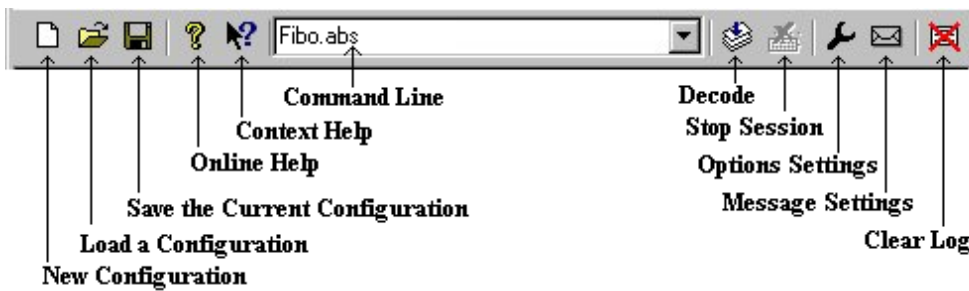 Fibo.abs
Command Line
Decode
Context Help
Stop Session
Online Help
Options Settings
Save the Current Configuration
Message Settings
Load a Configuration
Clear Log
New Configuration